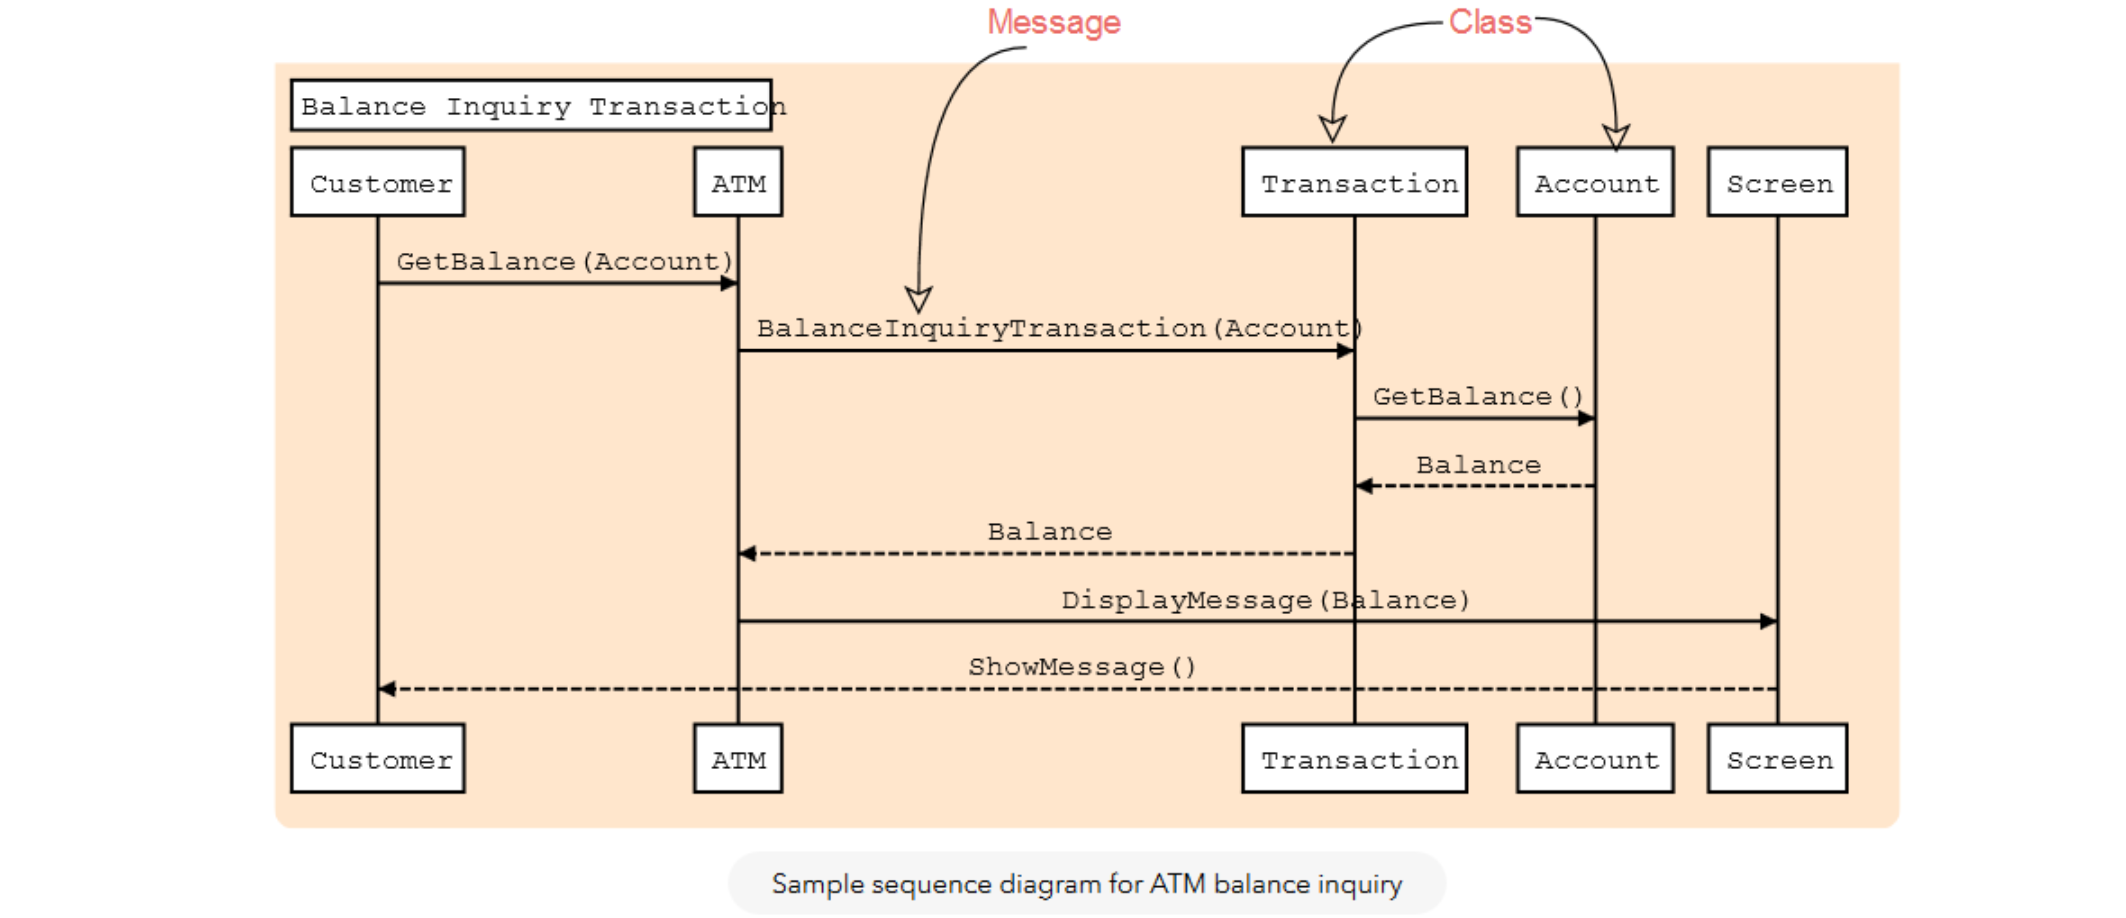 Message
Class
Balance Inquiry Transaction
Customer
ATM
Transaction
Account
Screen
GetBalance(Account)
BalanceInquiryTransaction(Account)
GetBalance()
Balance
Balance
DisplayMessage(Balance)
ShowMessage()
Customer
ATM
Transaction
Account
Screen
Sample sequence diagram for ATM balance inquiry